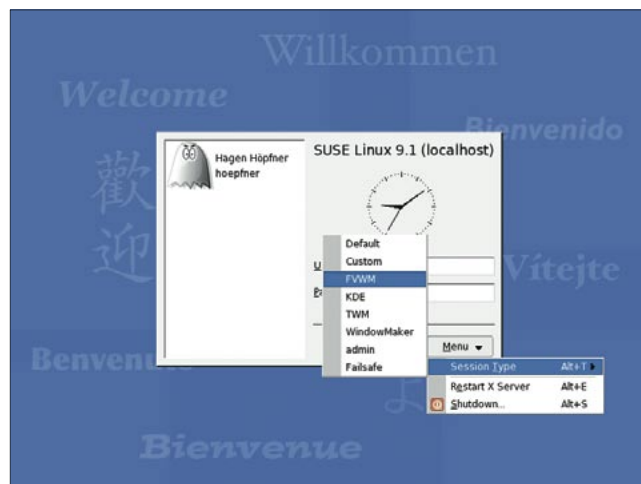 Willkommen
Welcome
Bienvenido
歡
迎
Vítejte
Bienvenue
SUSE Linux 9.1 (localhost)
Hagen Höpfner
hoepfner
Default
Custom
FVWM
KDE
TWM
WindowMaker
admin
Failsafe
Menu
Session Type Alt+T
Restart X Server Alt+E
Shutdown... Alt+S